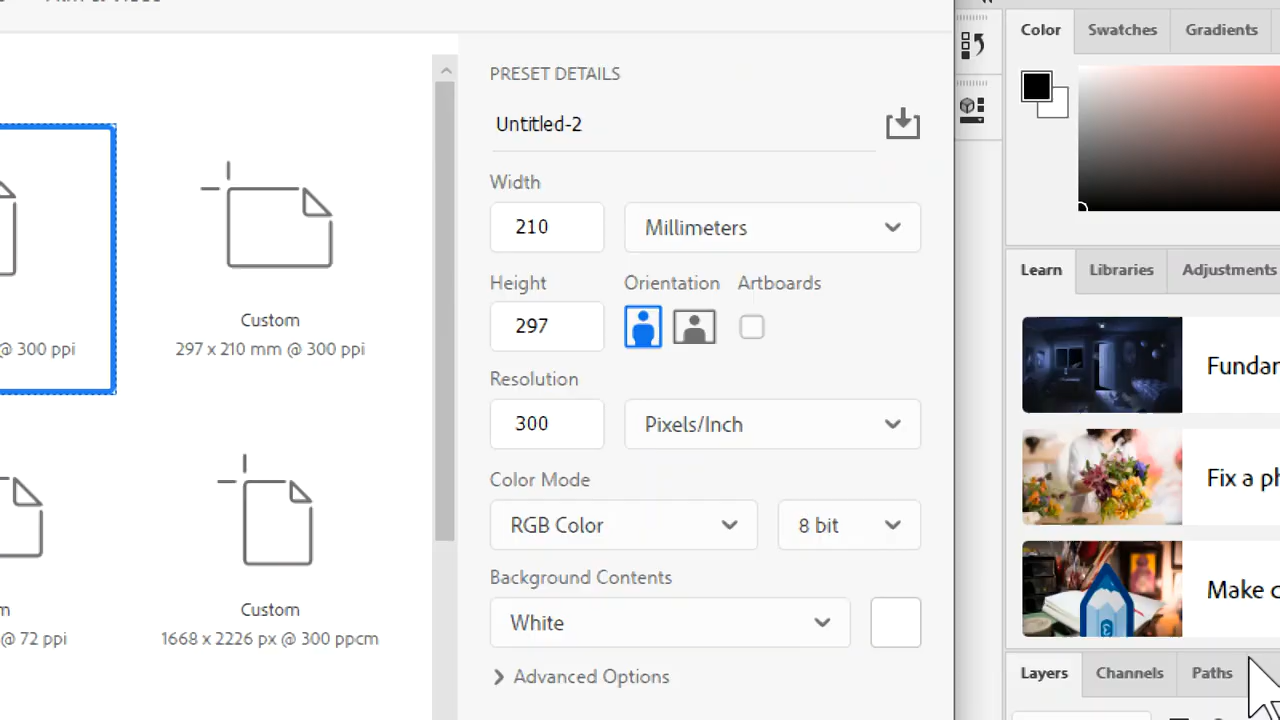 PRESET DETAILS
Untitled-2
Width
210
Millimeters
Height
Orientation
Artboards
297
Resolution
300
Pixels/Inch
Color Mode
RGB Color
8 bit
Background Contents
White
Advanced Options
@ 300 ppi
Custom
297 x 210 mm @ 300 ppi
@ 72 ppi
Custom
1668 x 2226 px @ 300 ppcm
Color
Swatches
Gradients
Learn
Libraries
Adjustments
Fundar
Fix a pl
Make c
Layers
Channels
Paths